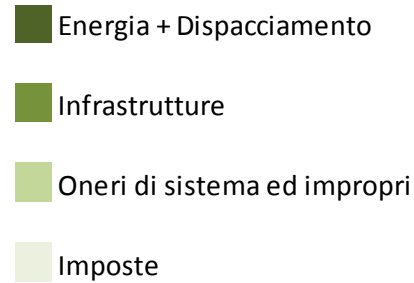 Energia + Dispacciamento
Infrastrutture
Oneri di sistema ed impropri
Imposte